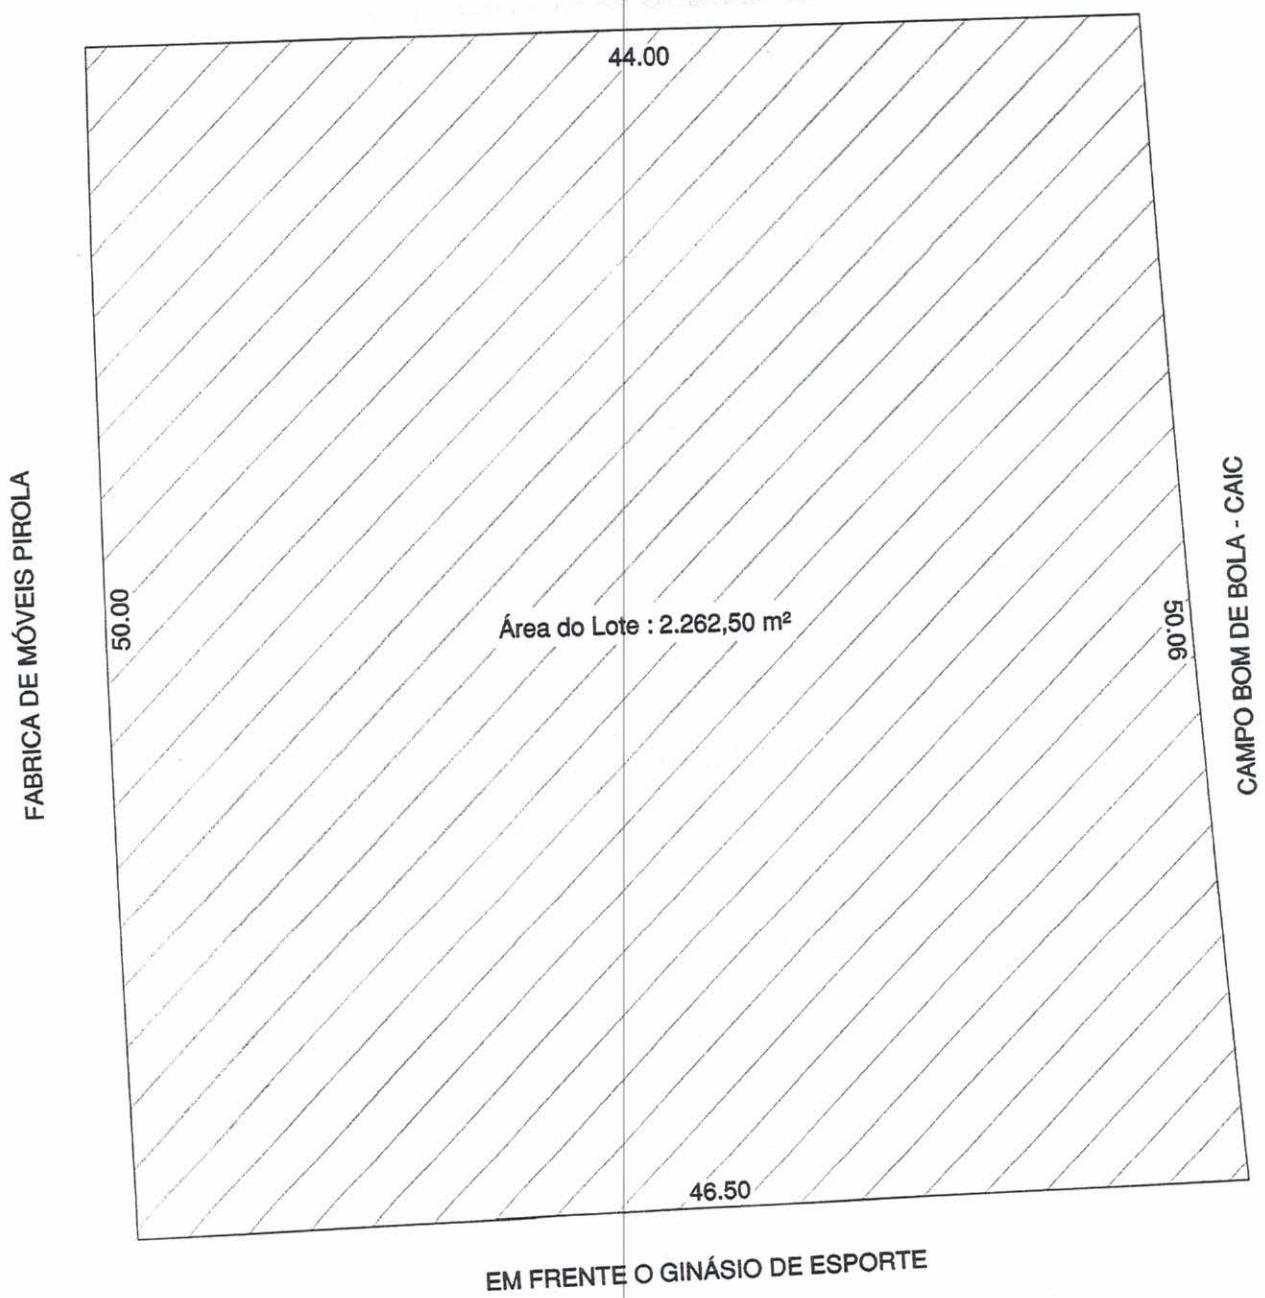 44.00
FABRICA DE MÓVEIS PIROLA
50.00
Área do Lote : 2.262,50 m²
50.06
CAMPO BOM DE BOLA - CAIC
46.50
EM FRENTE O GINÁSIO DE ESPORTE